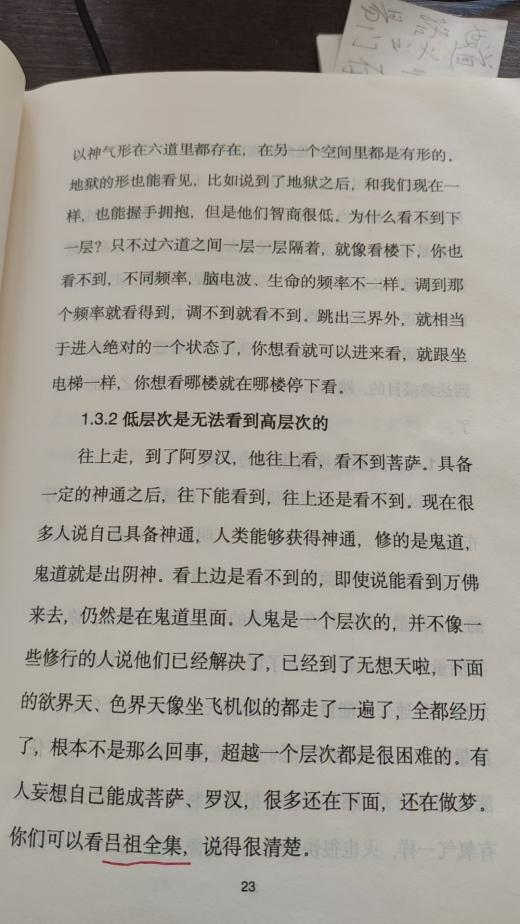 以神气形在六道里都存在，在另一个空间里都是有形的。
地狱的形也能看见，比如说到了地狱之后，和我们现在一
样，也能握手拥抱，但是他们智商很低。为什么看不到下
一层？只不过六道之间一层一层隔着，就像看楼下，你也
看不到，不同频率，脑电波、生命的频率不一样。调到那
个频率就看得到，调不到就看不到。跳出三界外，就相当
于进入绝对的一个状态了，你想看就可以进来看，就跟坐
电梯一样，你想看哪楼就在哪楼停下看。
1.3.2 低层次是无法看到高层次的
往上走，到了阿罗汉，他往上看，看不到菩萨。具备
一定的神通之后，往下能看到，往上还是看不到。现在很
多人说自己具备神通，人类能够获得神通，修的是鬼道，
鬼道就是出阴神。看上边是看不到的，即使说能看到万佛
来去，仍然是在鬼道里面。人鬼是一个层次的，并不像一
些修行的人说他们已经解决了，已经到了无想天啦，下面
的欲界天、色界天像坐飞机似的都走了一遍了，全都经历
了，根本不是那么回事，超越一个层次都是很困难的。有
人妄想自己能成菩萨、罗汉，很多还在下面，还在做梦。
你们可以看吕祖全集，说得很清楚。
23